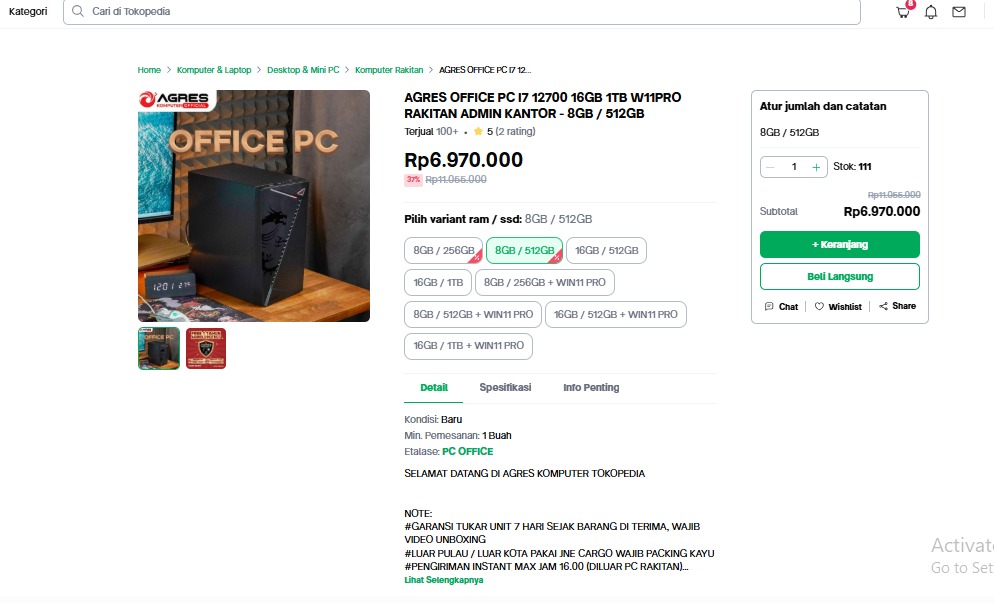 Kategori
Cari di Tokopedia
8
Home > Komputer & Laptop > Desktop & Mini PC > Komputer Rakitan > AGRES OFFICE PC I7 12...
AGRES
KOMPUTER OFFICIAL
OFFICE PC
AGRES OFFICE PC I7 12700 16GB 1TB W11PRO
RAKITAN ADMIN KANTOR - 8GB / 512GB
Terjual 100+ • 5 (2 rating)
Rp6.970.000
37% Rp11.055.000
Pilih variant ram / ssd: 8GB / 512GB
8GB / 256GB
8GB / 512GB
16GB / 512GB
16GB / 1TB
8GB / 256GB + WIN11 PRO
8GB / 512GB + WIN11 PRO
16GB / 512GB + WIN11 PRO
16GB / 1TB + WIN11 PRO
Detail
Spesifikasi
Info Penting
Kondisi: Baru
Min. Pemesanan: 1 Buah
Etalase: PC OFFICE
SELAMAT DATANG DI AGRES KOMPUTER TOKOPEDIA
NOTE:
#GARANSI TUKAR UNIT 7 HARI SEJAK BARANG DI TERIMA, WAJIB
VIDEO UNBOXING
#LUAR PULAU / LUAR KOTA PAKAI JNE CARGO WAJIB PACKING KAYU
#PENGIRIMAN INSTANT MAX JAM 16.00 (DILUAR PC RAKITAN)...
Lihat Selengkapnya
Atur jumlah dan catatan
8GB / 512GB
1
Stok: 111
Rp11.055.000
Subtotal
Rp6.970.000
+ Keranjang
Beli Langsung
Chat
Wishlist
Share
Activat
Go to Set